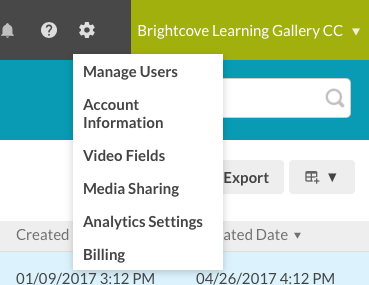 Brightcove Learning Gallery CC
Manage Users
Account
Information
Video Fields
Media Sharing
Analytics Settings
Billing
Export
Created
ated Date
01/09/2017 3:12 PM 04/26/2017 4:12 PM